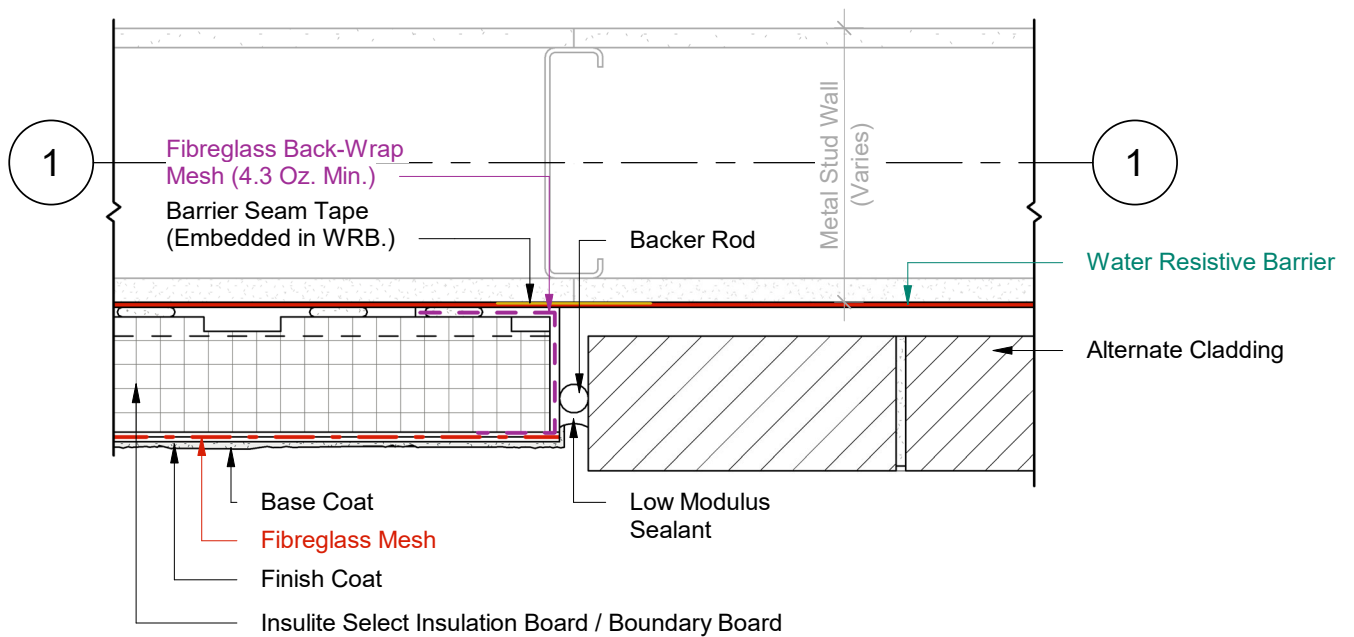 1
Fibreglass Back-Wrap
Mesh (4.3 Oz. Min.)
Barrier Seam Tape
(Embedded in WRB.)
Backer Rod
Metal Stud Wall
(Varies)
1
Water Resistive Barrier
Alternate Cladding
Base Coat
Fibreglass Mesh
Finish Coat
Insulite Select Insulation Board / Boundary Board
Low Modulus
Sealant